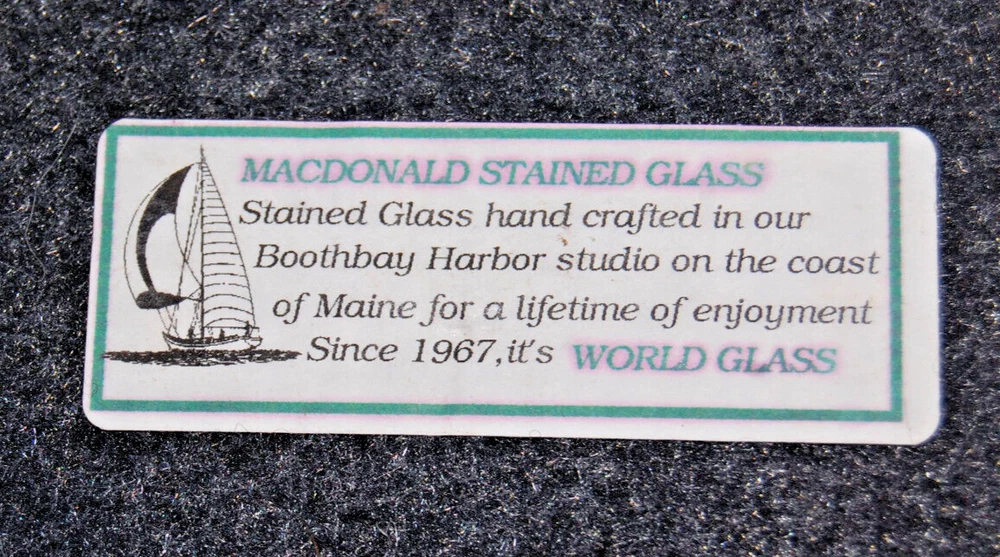 MACDONALD STAINED GLASS
Stained Glass hand crafted in our
Boothbay Harbor studio on the coast
of Maine for a lifetime of enjoyment
Since 1967,it's WORLD GLASS